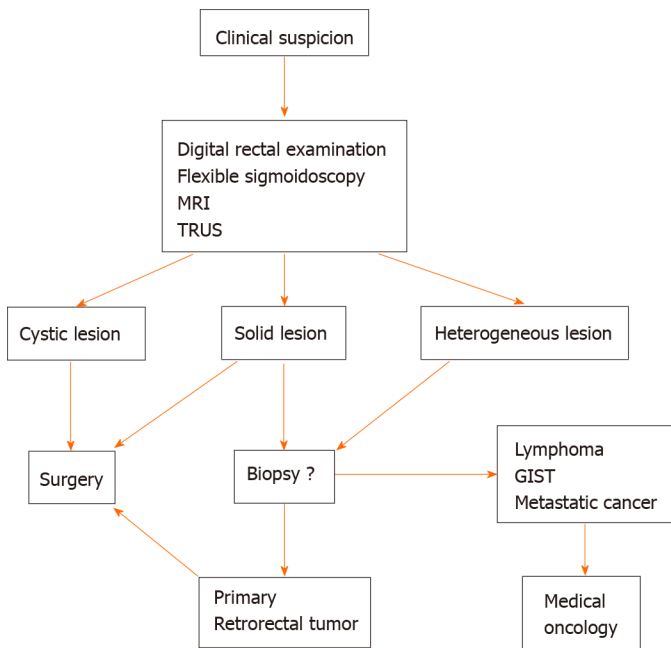 Clinical suspicion
Digital rectal examination
Flexible sigmoidoscopy
MRI
TRUS
Cystic lesion
Solid lesion
Heterogeneous lesion
Surgery
Biopsy ?
Lymphoma
GIST
Metastatic cancer
Primary
Retrorectal tumor
Medical
oncology